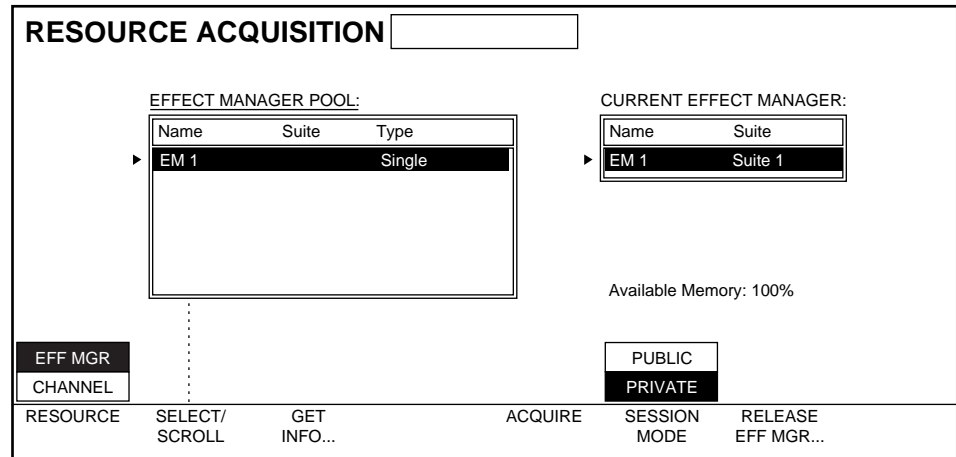 RESOURCE ACQUISITION
EFFECT MANAGER POOL:
Name Suite Type
EM 1 Single
CURRENT EFFECT MANAGER:
Name Suite
EM 1 Suite 1
Available Memory: 100%
EFF MGR
CHANNEL
PUBLIC
PRIVATE
RESOURCE SELECT/ GET ACQUIRE SESSION RELEASE
SCROLL INFO... MODE EFF MGR...